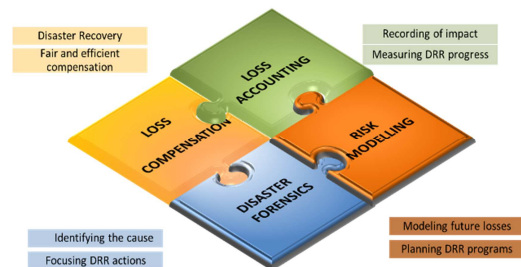 Disaster Recovery
Fair and efficient
compensation
Recording of impact
Measuring DRR progress
LOSS
ACCOUNTING
LOSS
COMPENSATION
RISK
MODELLING
DISASTER
FORENSICS
Identifying the cause
Focusing DRR actions
Modeling future losses
Planning DRR programs